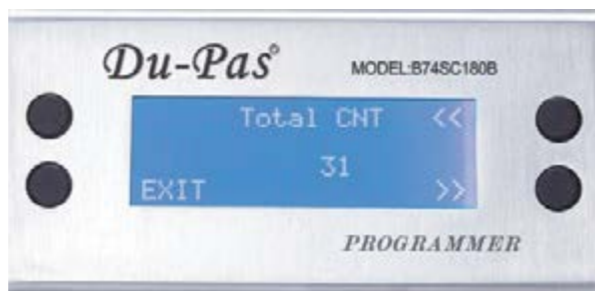 Du-Pas®
MODEL:B74SC180B
Total CNT <<
31
EXIT >>
PROGRAMMER